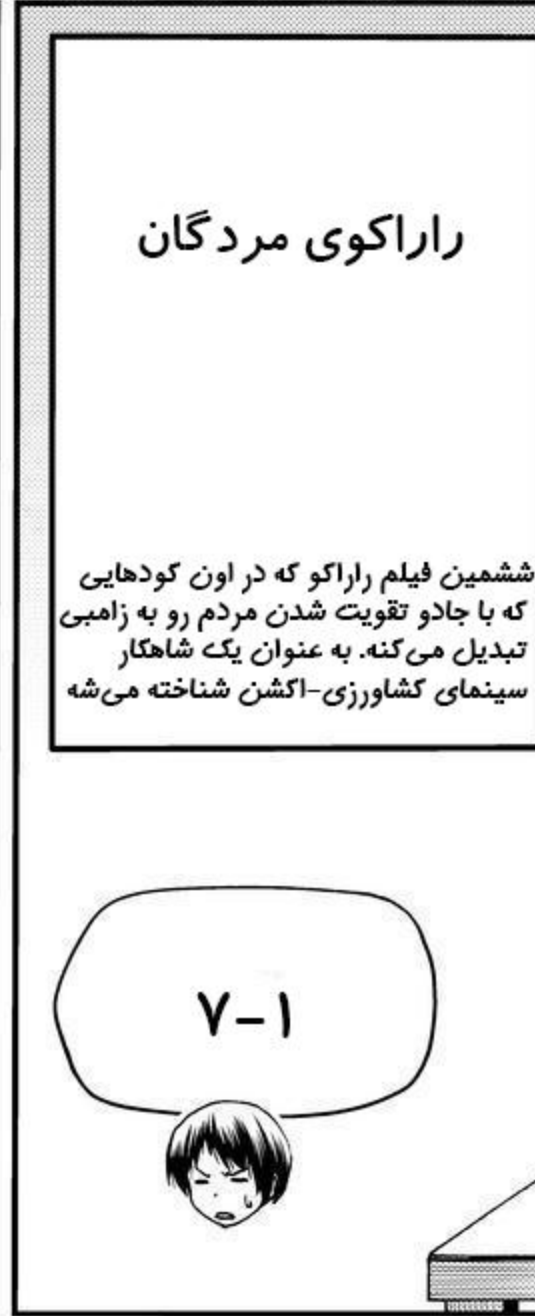 راراکوی مردگان
ششمین فیلم راراکو که در اون کودهایی
که با جادو تقویت شدن مردم رو به زامبی
تبدیل می‌کنه. به عنوان یک شاهکار
سینمای کشاورزی-اکشن شناخته می‌شه
۷-۱